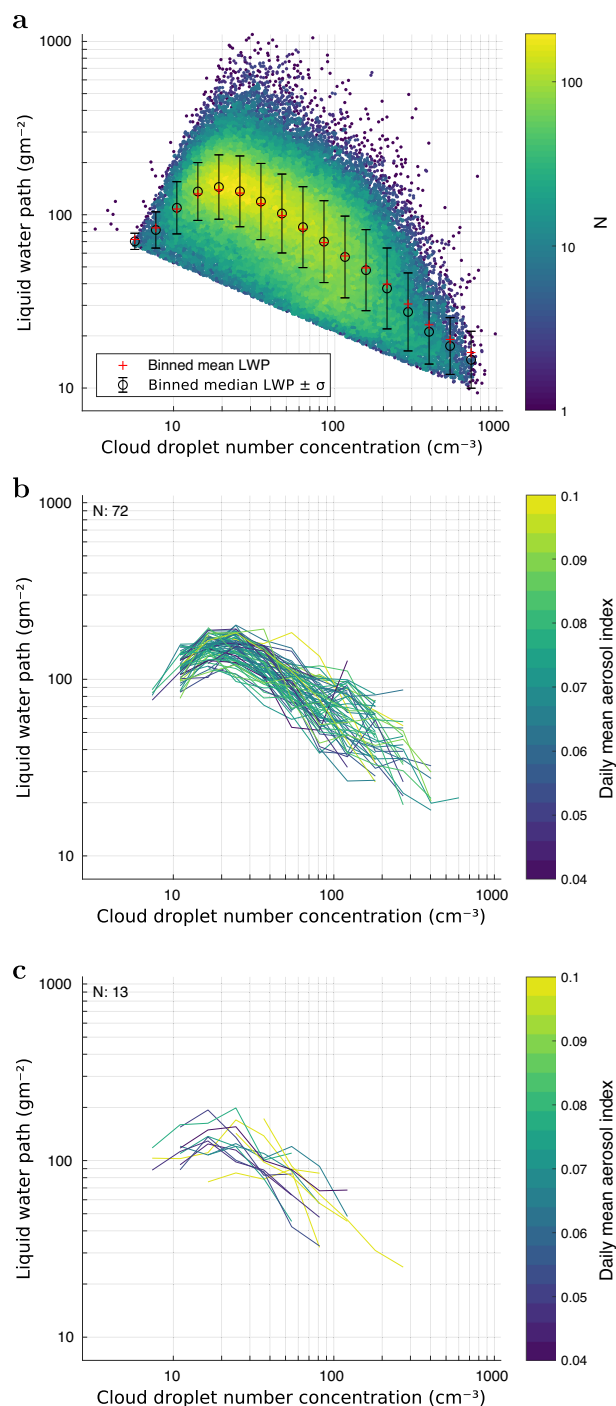 a
1000
100
10
Liquid water path (gm⁻²)
+ Binned mean LWP
Binned median LWP ± σ
10
100
1000
Cloud droplet number concentration (cm⁻³)
100
10
1
N
b
N: 72
1000
100
10
Liquid water path (gm⁻²)
10
100
1000
Cloud droplet number concentration (cm⁻³)
0.1
0.09
0.08
0.07
0.06
0.05
0.04
Daily mean aerosol index
c
N: 13
1000
100
10
Liquid water path (gm⁻²)
10
100
1000
Cloud droplet number concentration (cm⁻³)
0.1
0.09
0.08
0.07
0.06
0.05
0.04
Daily mean aerosol index